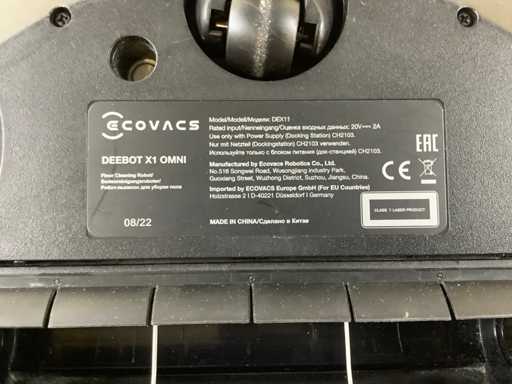 ECOVACS
DEEBOT X1 OMNI
Floor Cleaning Robot/
Bodenreinigungsroboter/
Робот-пылесос для уборки пола
08/22
Model/Modell/Модели: DEX11
Rated input/Nenneingang/Оценка входных данных: 20V⎓ 2A
Use only with Power Supply (Docking Station) CH2103.
Nur mit Netzteil (Dockingstation) CH2103 verwenden.
Используйте только с блоком питания (док-станцией) CH2103.
Manufactured by Ecovacs Robotics Co., Ltd.
No.518 Songwei Road, Wusongjiang Industry Park,
Guoxiang Street, Wuzhong District, Suzhou, Jiangsu, China.
Imported by ECOVACS Europe GmbH (For EU Countries)
Holzstrasse 2 I D-40221 Düsseldorf I Germany
MADE IN CHINA/Сделано в Китае
EAC
CE
CLASS 1 LASER PRODUCT